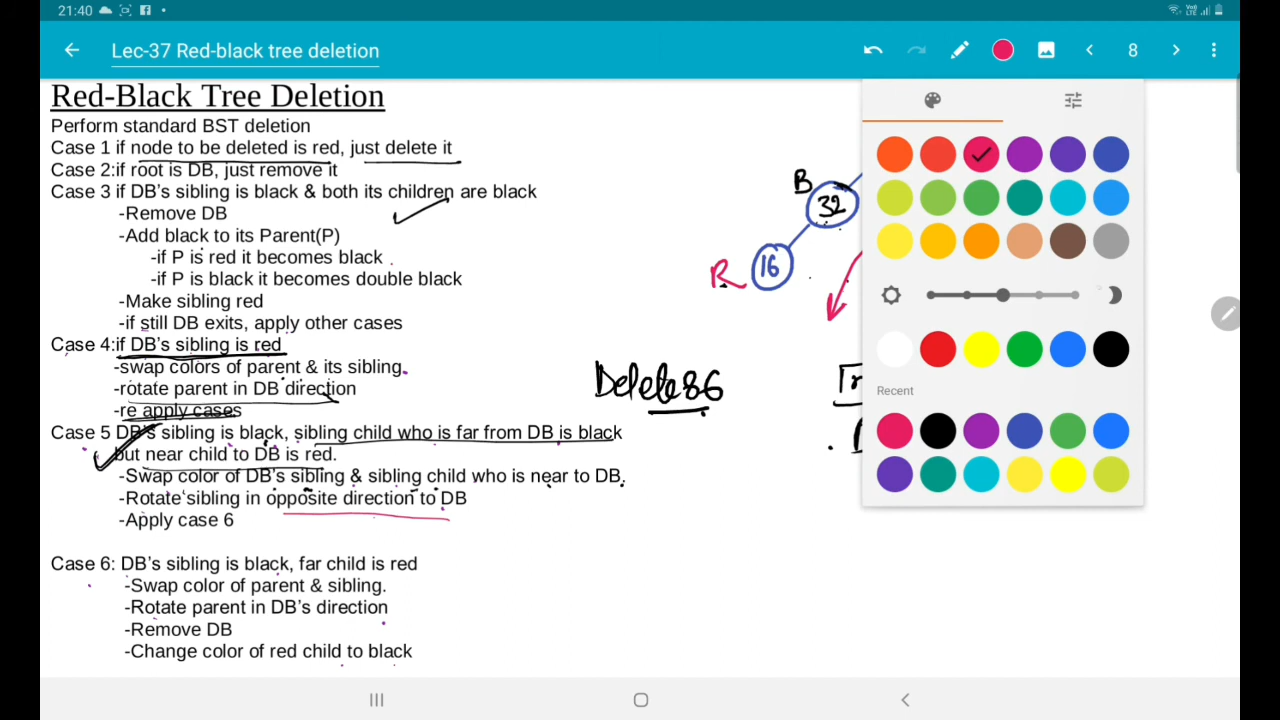 21:40
Lec-37 Red-black tree deletion
8
Red-Black Tree Deletion
Perform standard BST deletion
Case 1 if node to be deleted is red, just delete it
Case 2:if root is DB, just remove it
Case 3 if DB's sibling is black & both its children are black
-Remove DB
-Add black to its Parent(P)
-if P is red it becomes black
-if P is black it becomes double black
-Make sibling red
-if still DB exits, apply other cases
Case 4:if DB's sibling is red
-swap colors of parent & its sibling.
-rotate parent in DB direction
-re apply cases
Case 5 DB's sibling is black, sibling child who is far from DB is black
but near child to DB is red.
-Swap color of DB's sibling & sibling child who is near to DB.
-Rotate sibling in opposite direction to DB
-Apply case 6
Case 6: DB's sibling is black, far child is red
-Swap color of parent & sibling.
-Rotate parent in DB's direction
-Remove DB
-Change color of red child to black
B
32
R
16
Delete 86
Recent